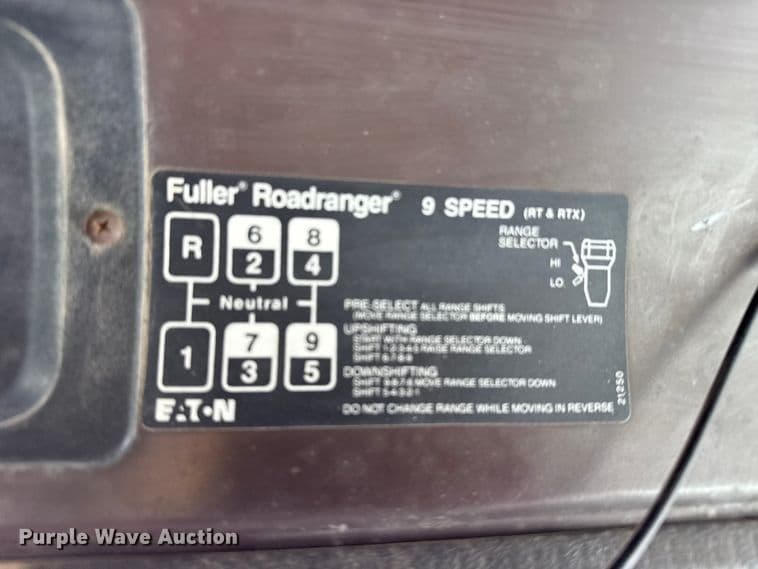 Fuller® Roadranger® 9 SPEED (RT & RTX)
R 6 8
2 4
Neutral
1 7 9
3 5
EATON
RANGE
SELECTOR
HI
LO
PRE-SELECT ALL RANGE SHIFTS
(MOVE RANGE SELECTOR BEFORE MOVING SHIFT LEVER)
UPSHIFTING
START WITH RANGE SELECTOR DOWN
SHIFT 1-2-3-4-5 RAISE RANGE SELECTOR
SHIFT 6-7-8-9
DOWNSHIFTING
SHIFT 9-8-7-6 MOVE RANGE SELECTOR DOWN
SHIFT 5-4-3-2-1
DO NOT CHANGE RANGE WHILE MOVING IN REVERSE
21250
Purple Wave Auction